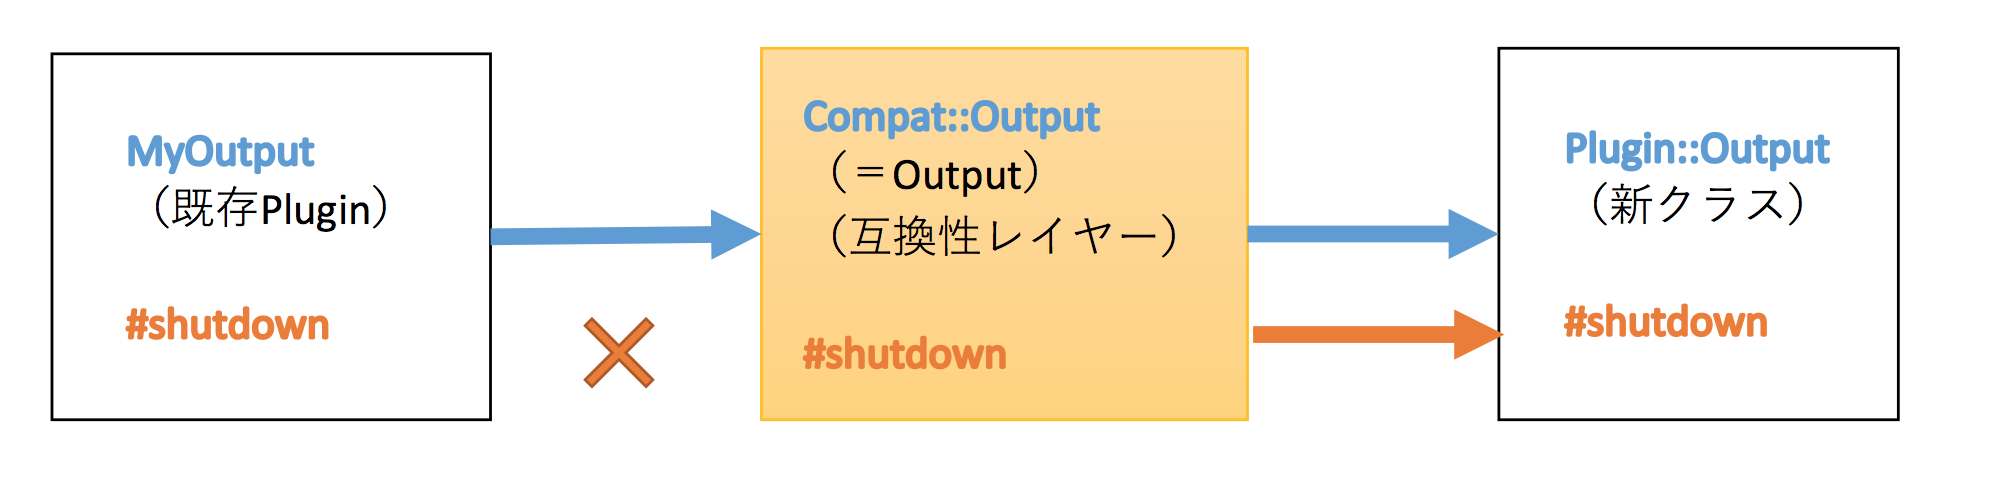 MyOutput
（既存Plugin）
#shutdown
Compat::Output
（＝Output）
（互換性レイヤー）
#shutdown
Plugin::Output
（新クラス）
#shutdown